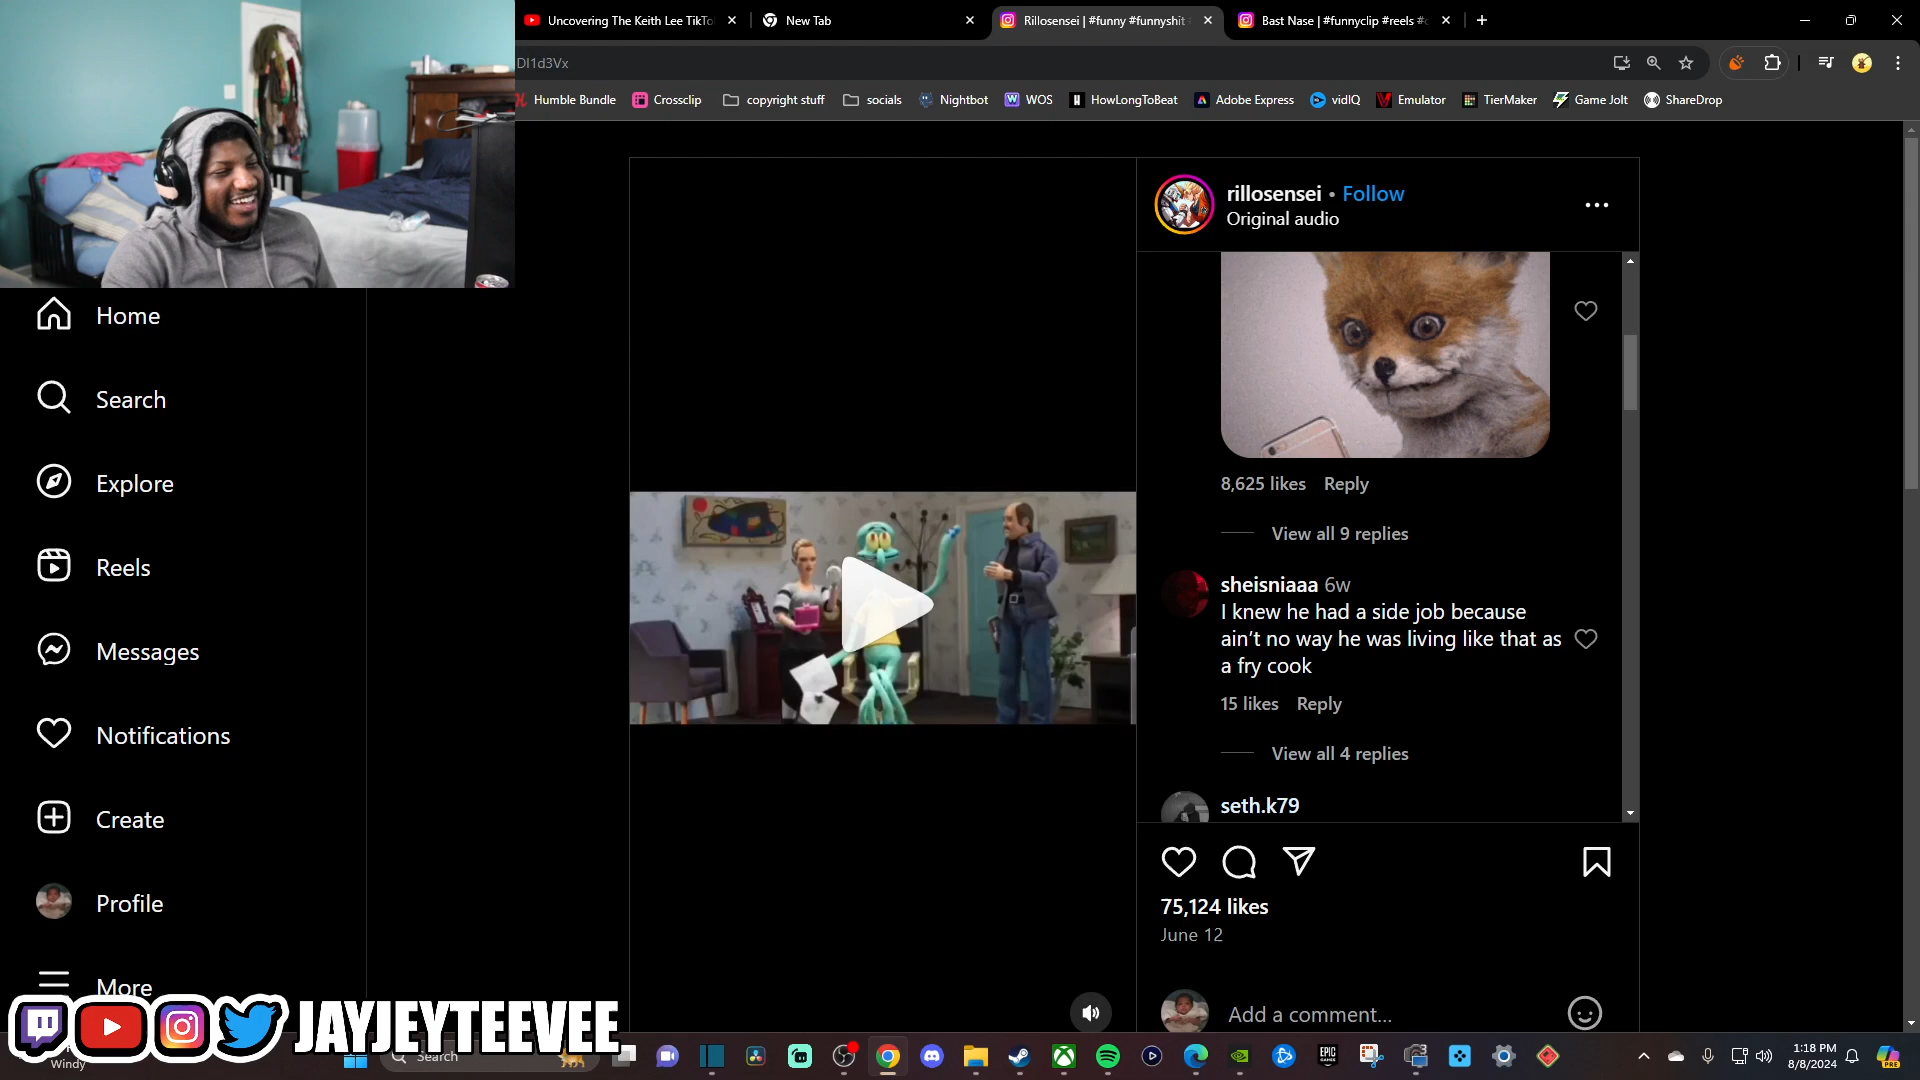 Uncovering The Keith Lee TikTo
New Tab
Rillosensei | #funny #funnyshit
Bast Nase | #funnyclip #reels #c
DI1d3Vx
Humble Bundle
Crossclip
copyright stuff
socials
Nightbot
WOS
HowLongToBeat
Adobe Express
vidIQ
Emulator
TierMaker
Game Jolt
ShareDrop
rillosensei • Follow
Original audio
Home
Search
Explore
Reels
Messages
Notifications
Create
Profile
More
8,625 likes Reply
View all 9 replies
sheisniaaa 6w
I knew he had a side job because
ain’t no way he was living like that as
a fry cook
15 likes Reply
View all 4 replies
seth.k79
75,124 likes
June 12
Add a comment...
JAYJEYTEEVEE
Windy
Search
EPIC
GAMES
PRE
1:18 PM
8/8/2024